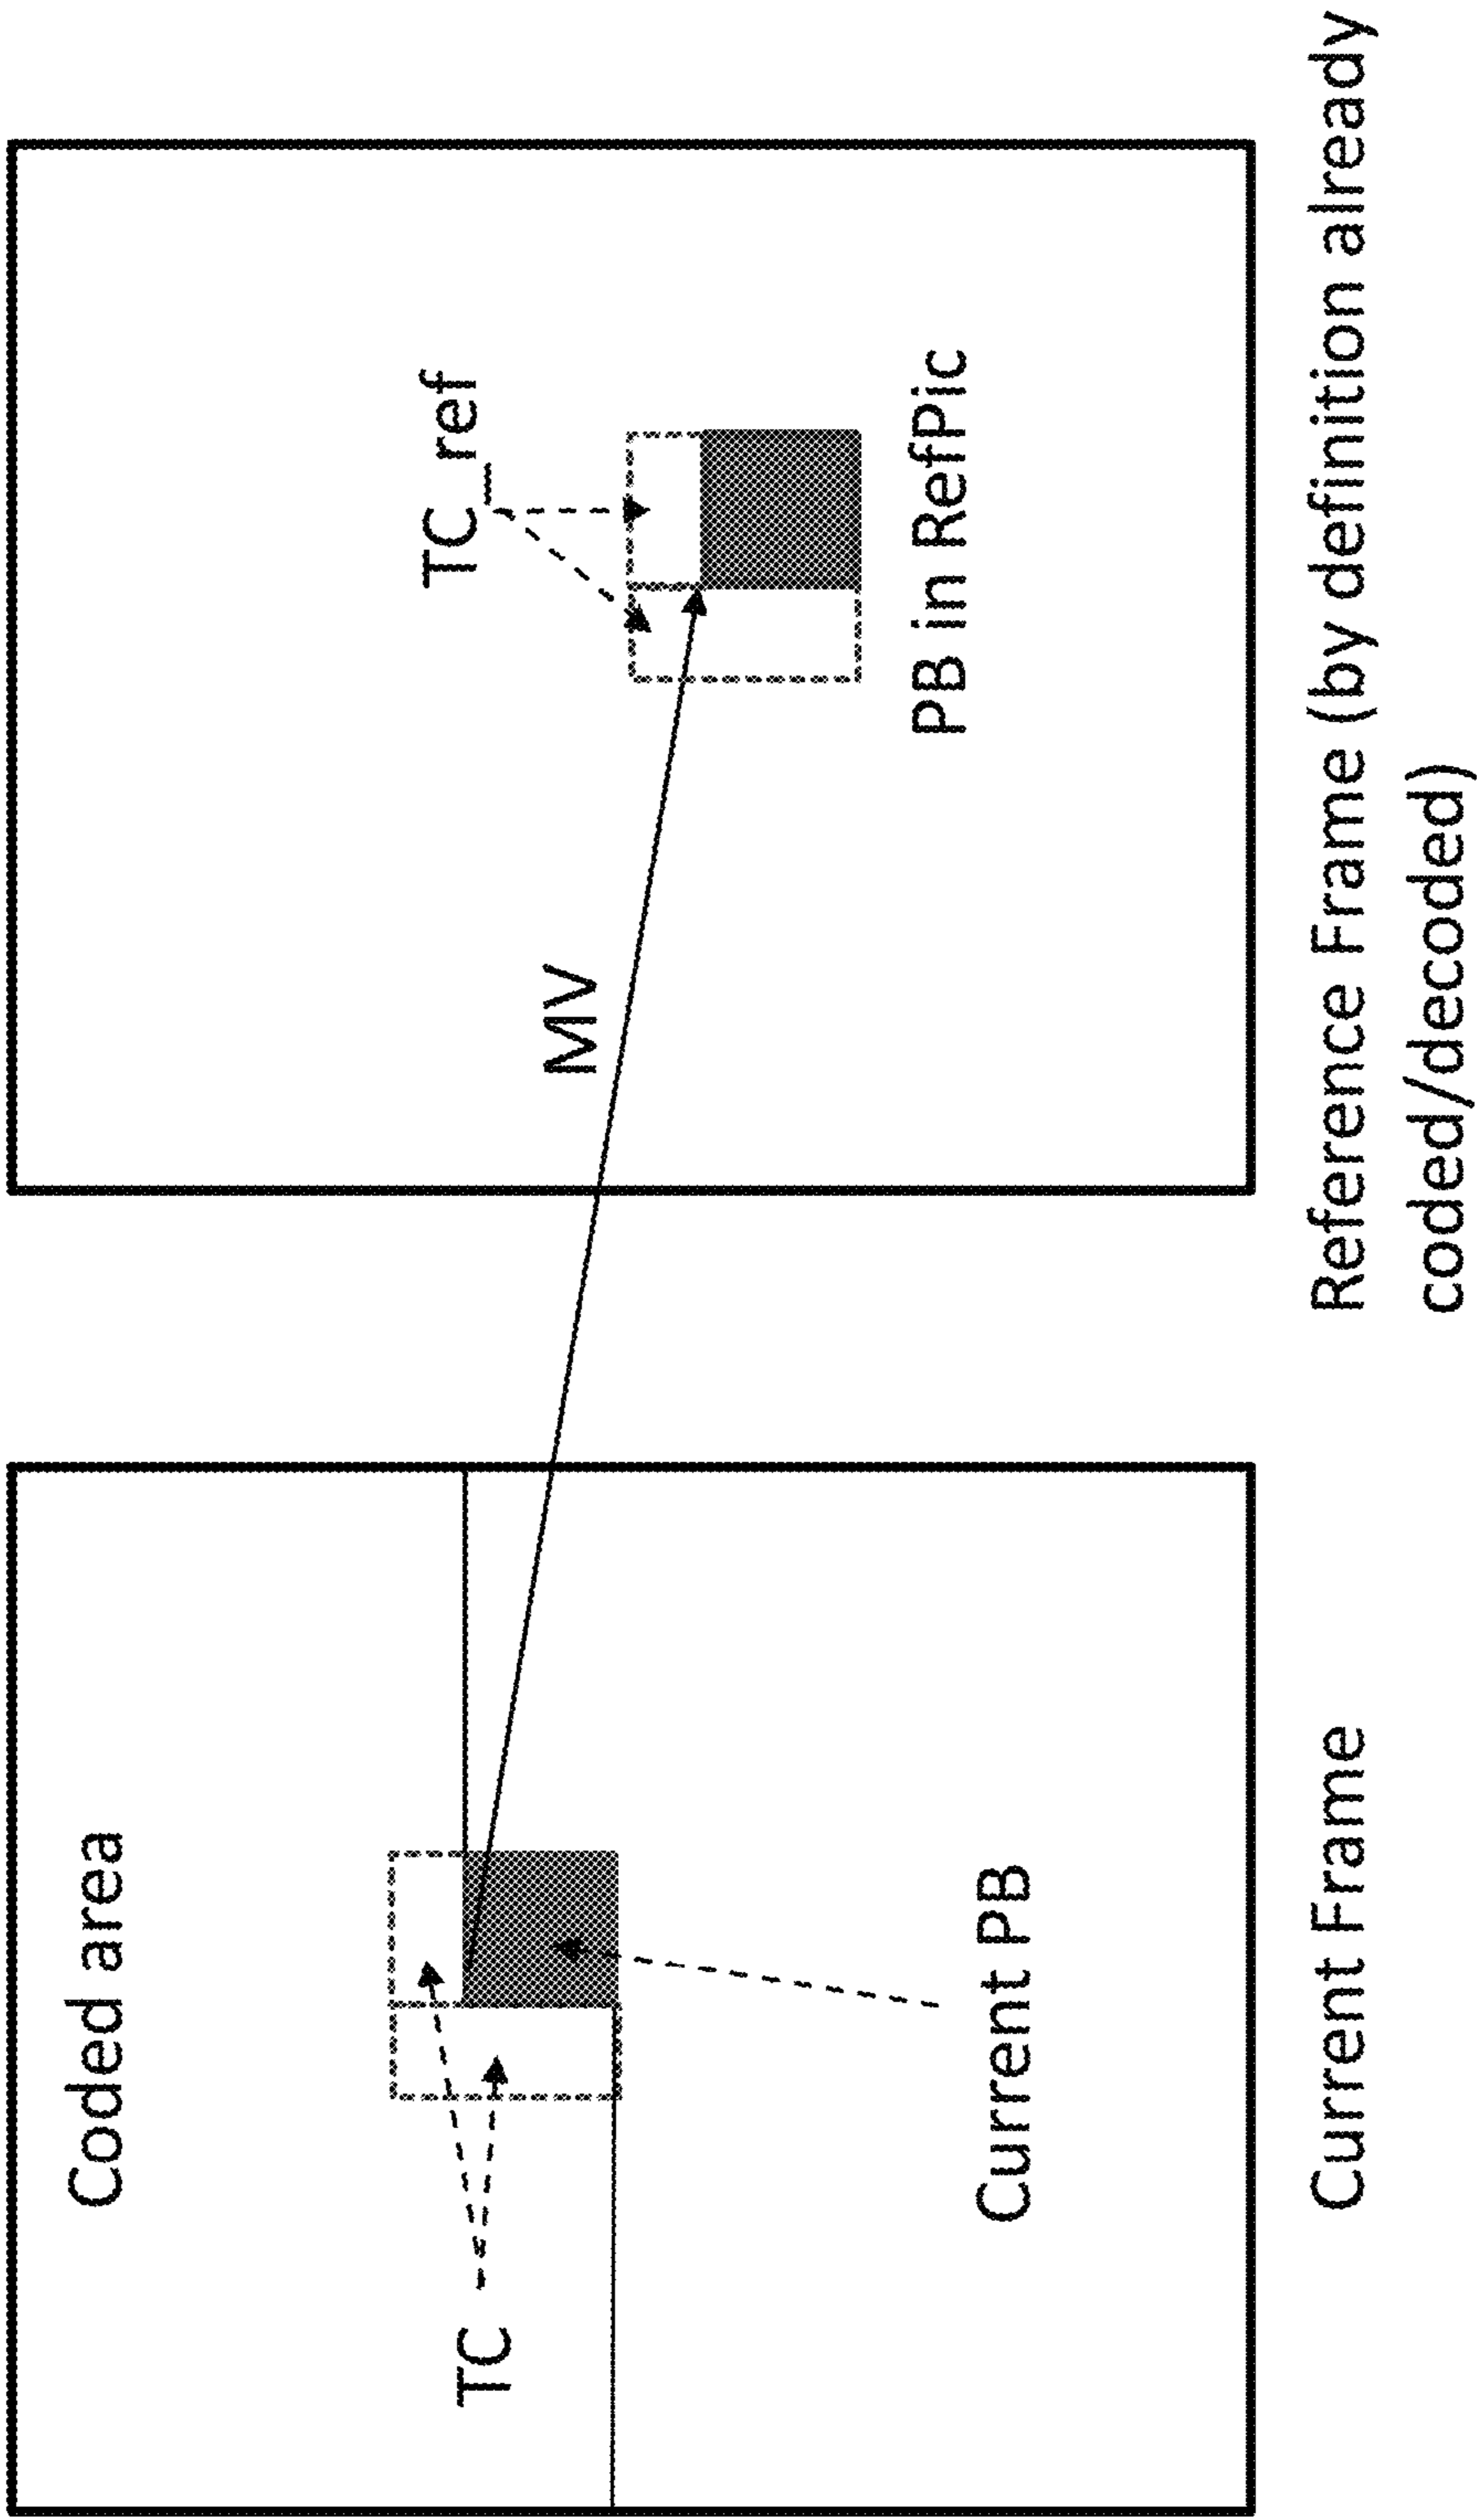 Coded area
TC
Current PB
Current Frame
MV
TC_ref
PB in RefPic
Reference Frame (by definition already
coded/decoded)